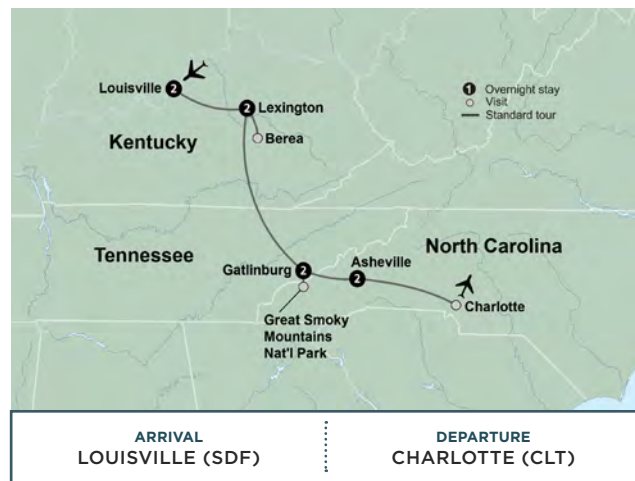 Louisville 2
2 Lexington
Kentucky
Berea
1 Overnight stay
Visit
Standard tour
Tennessee
North Carolina
Gatlinburg 2
Asheville
2
Charlotte
Great Smoky
Mountains
Nat'l Park
ARRIVAL
LOUISVILLE (SDF)
DEPARTURE
CHARLOTTE (CLT)